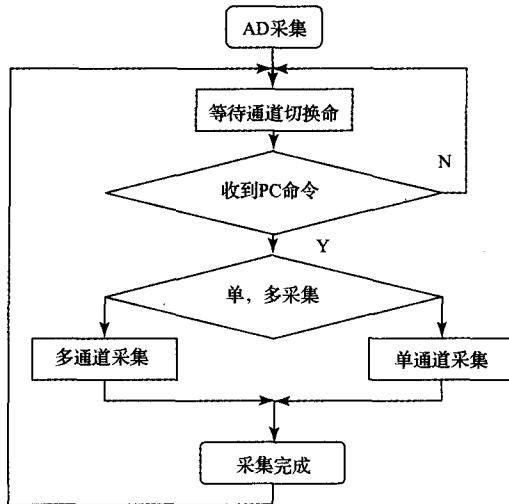 AD采集
等待通道切换命
N
收到PC命令
Y
单，多采集
多通道采集
单通道采集
采集完成